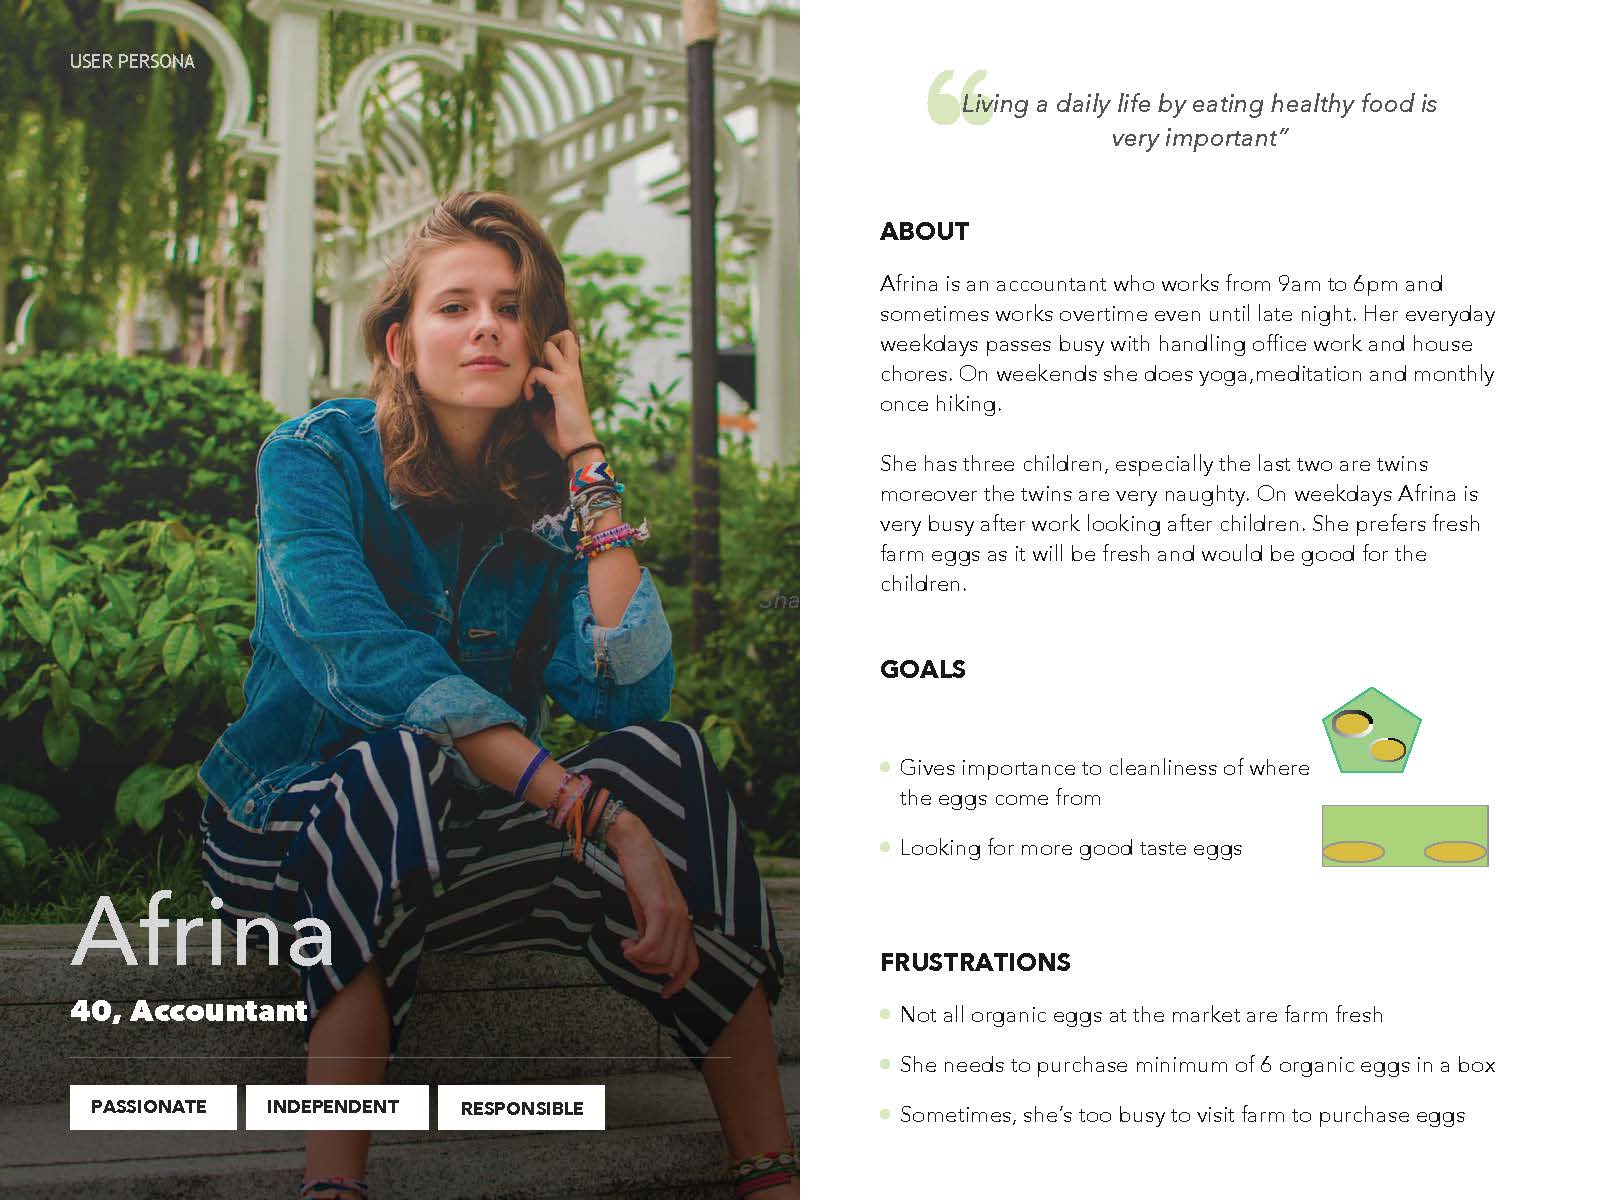 USER PERSONA
Afrina
40, Accountant
PASSIONATE
INDEPENDENT
RESPONSIBLE
Sha
“Living a daily life by eating healthy food is
very important”
ABOUT
Afrina is an accountant who works from 9am to 6pm and
sometimes works overtime even until late night. Her everyday
weekdays passes busy with handling office work and house
chores. On weekends she does yoga,meditation and monthly
once hiking.
She has three children, especially the last two are twins
moreover the twins are very naughty. On weekdays Afrina is
very busy after work looking after children. She prefers fresh
farm eggs as it will be fresh and would be good for the
children.
GOALS
Gives importance to cleanliness of where
the eggs come from
Looking for more good taste eggs
FRUSTRATIONS
Not all organic eggs at the market are farm fresh
She needs to purchase minimum of 6 organic eggs in a box
Sometimes, she’s too busy to visit farm to purchase eggs